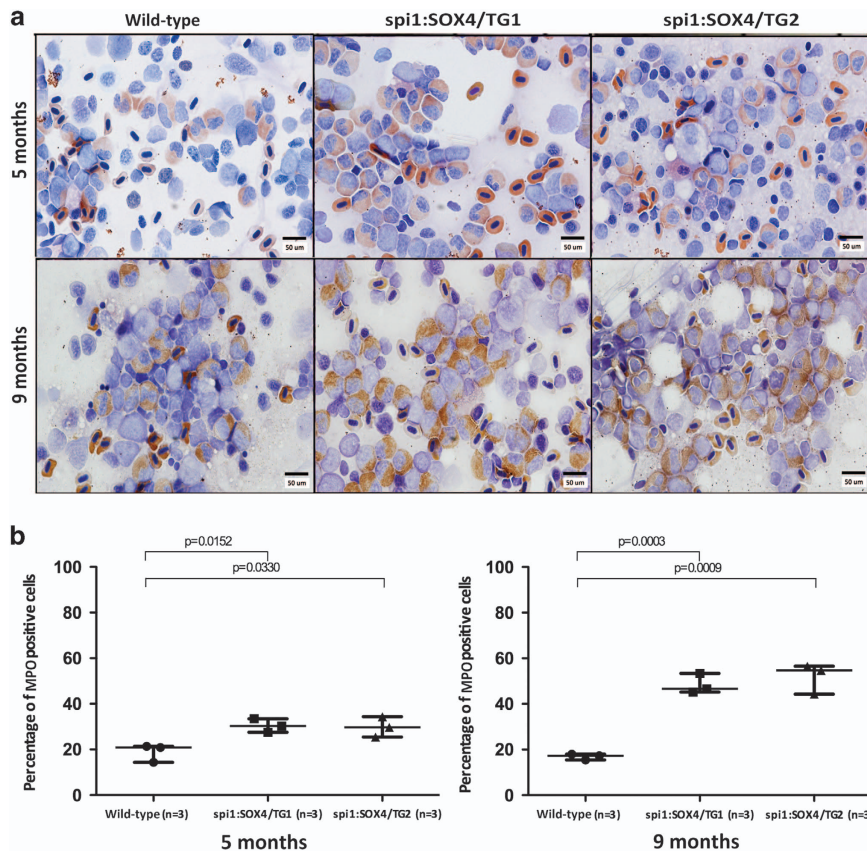 a
Wild-type
spi1:SOX4/TG1
spi1:SOX4/TG2
5 months
50 um
50 um
50 um
9 months
50 um
50 um
50 um
b
p=0.0152
p=0.0330
Percentage of MPO positive cells
100
80
60
40
20
0
Wild-type (n=3)
spi1:SOX4/TG1 (n=3)
spi1:SOX4/TG2 (n=3)
5 months
p=0.0003
p=0.0009
Percentage of MPO positive cells
100
80
60
40
20
0
Wild-type (n=3)
spi1:SOX4/TG1 (n=3)
spi1:SOX4/TG2 (n=3
9 months